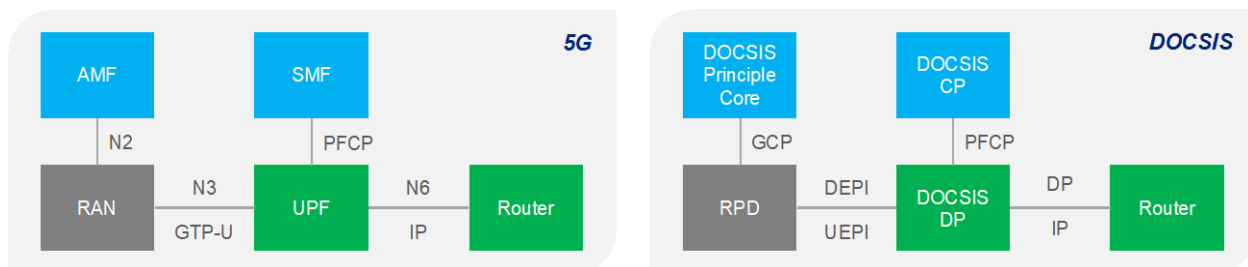 5G
AMF
SMF
N2
PFCP
RAN
N3
GTP-U
UPF
N6
IP
Router
DOCSIS
DOCSIS
Principle
Core
DOCSIS
CP
GCP
PFCP
RPD
DEPI
UEPI
DOCSIS
DP
DP
IP
Router